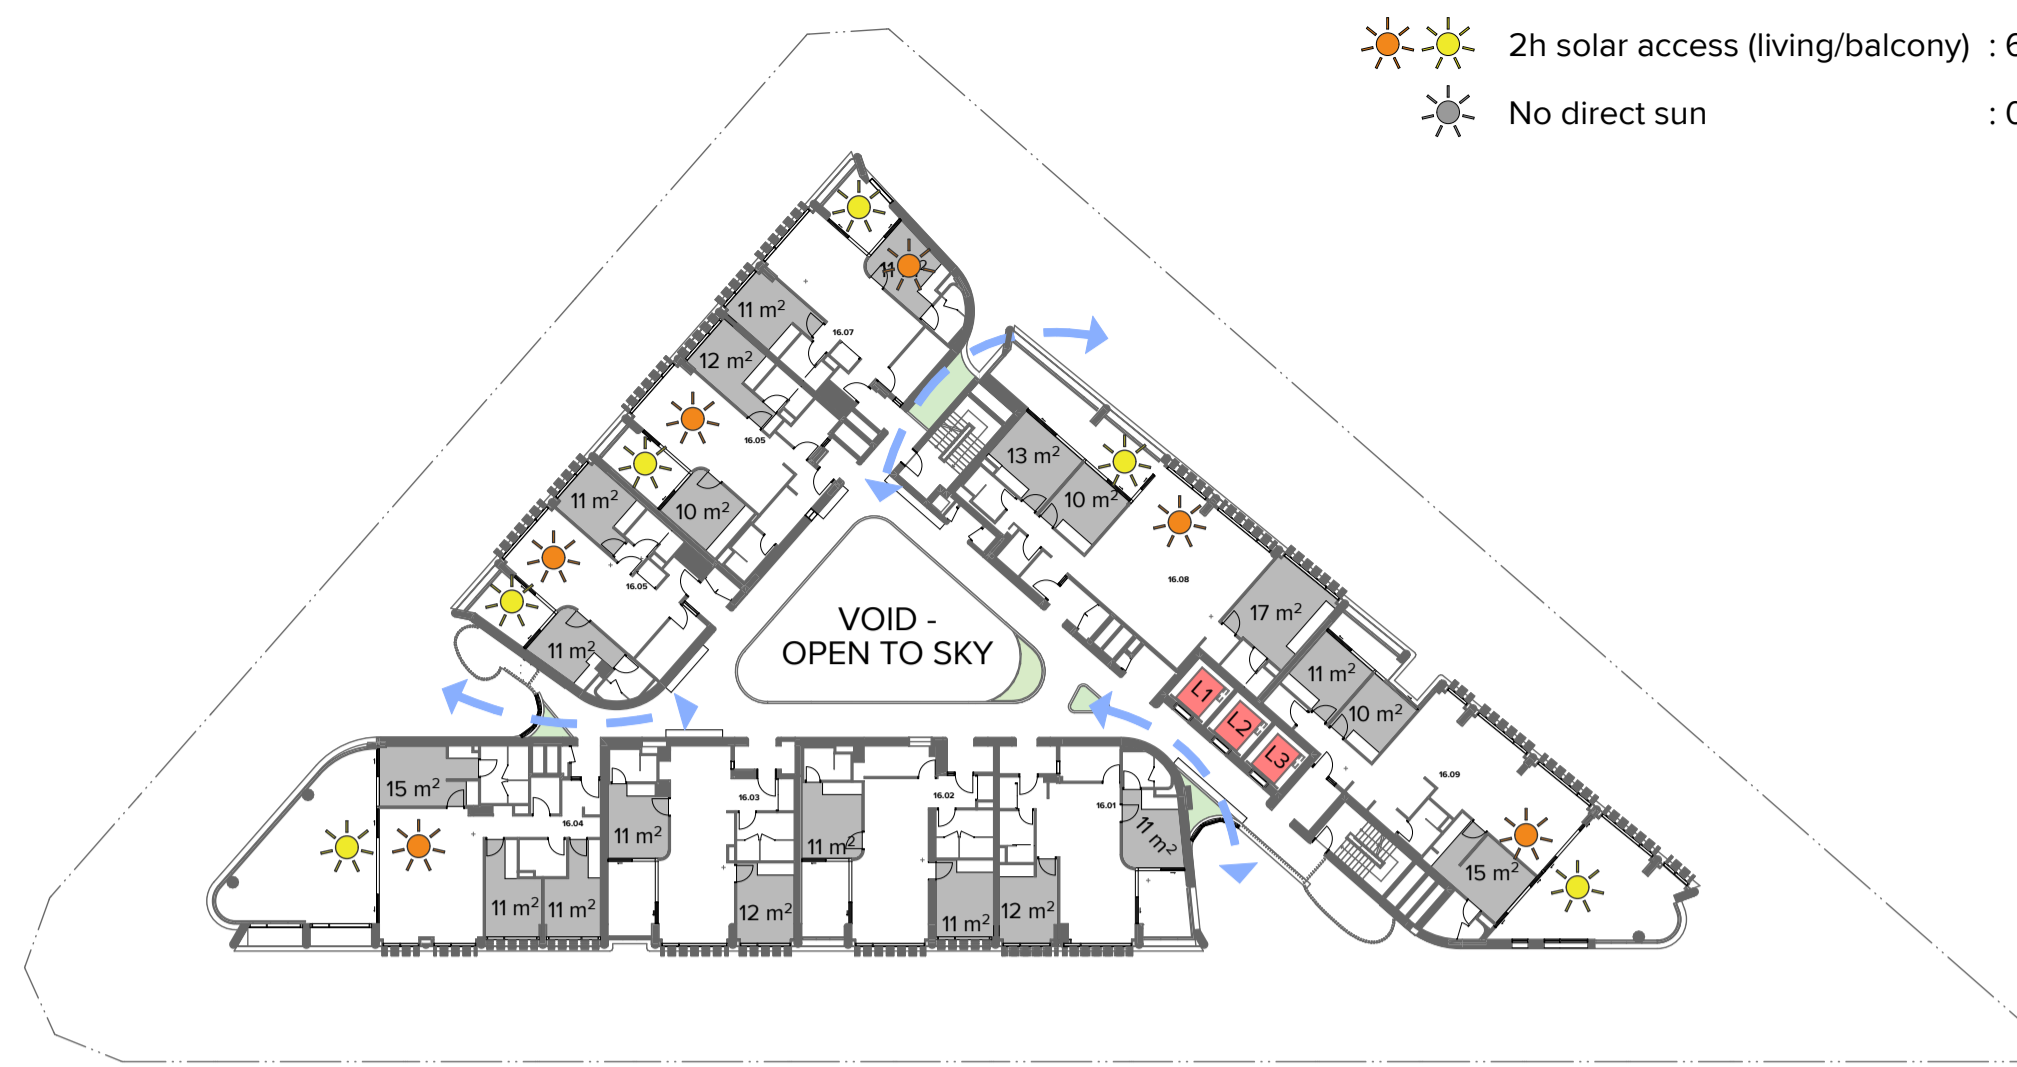 2h solar access (living/balcony) : 6
No direct sun : 0
11 m²
11 m²
16.07
12 m²
16.05
11 m²
10 m²
16.05
11 m²
13 m²
10 m²
16.08
17 m²
11 m²
10 m²
VOID -
OPEN TO SKY
L1
L2
L3
16.09
15 m²
15 m²
16.04
11 m²
11 m²
11 m²
16.03
12 m²
11 m²
16.02
11 m²
16.01
11 m²
12 m²